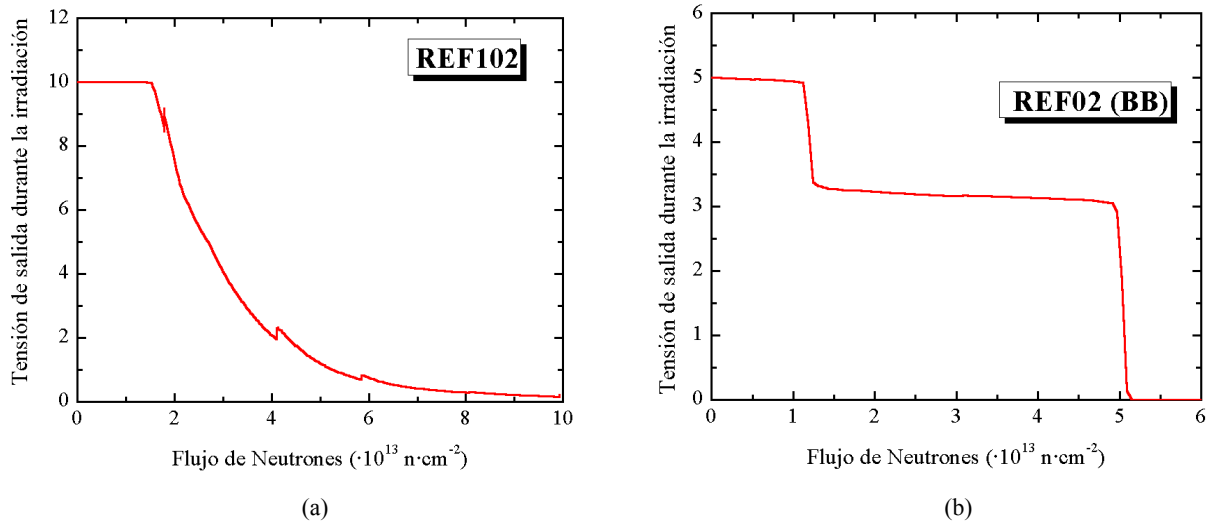 Tensión de salida durante la irradiación
12
10
8
6
4
2
0
REF102
0 2 4 6 8 10
Flujo de Neutrones (·10¹³ n·cm⁻²)
(a)
Tensión de salida durante la irradiación
6
5
4
3
2
1
0
REF02 (BB)
0 1 2 3 4 5 6
Flujo de Neutrones (·10¹³ n·cm⁻²)
(b)